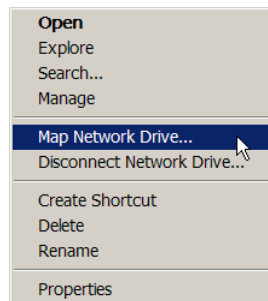 Open
Explore
Search...
Manage
Map Network Drive...
Disconnect Network Drive...
Create Shortcut
Delete
Rename
Properties